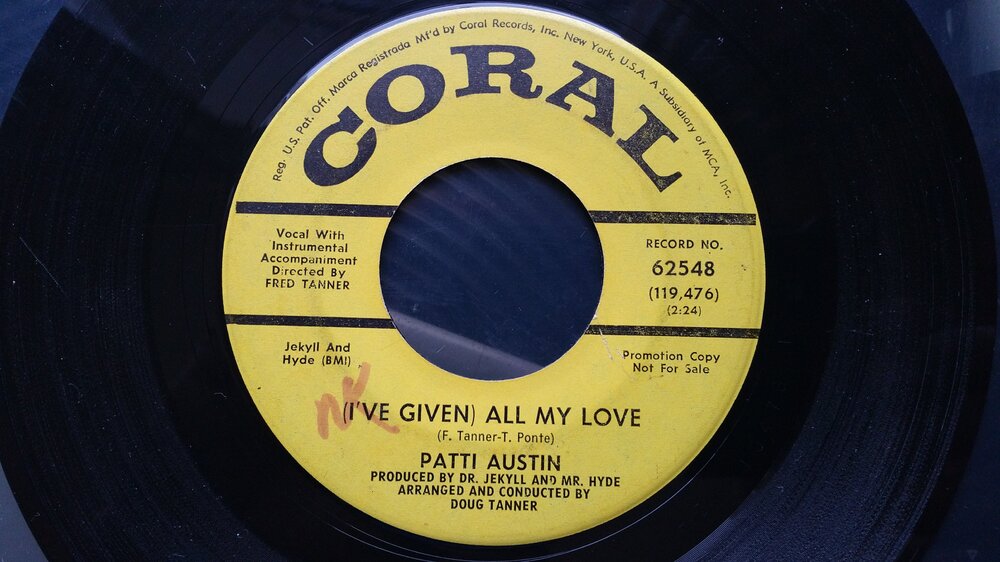 Reg. U.S. Pat. Off. Marca Registrada Mf'd by Coral Records, Inc. New York, U.S.A. A Subsidiary of MCA, Inc.
CORAL
Vocal With
Instrumental
Accompaniment
Directed By
FRED TANNER
RECORD NO.
62548
(119,476)
(2:24)
Jekyll And
Hyde (BMI)
Promotion Copy
Not For Sale
NK
(I'VE GIVEN) ALL MY LOVE
(F. Tanner-T. Ponte)
PATTI AUSTIN
PRODUCED BY DR. JEKYLL AND MR. HYDE
ARRANGED AND CONDUCTED BY
DOUG TANNER